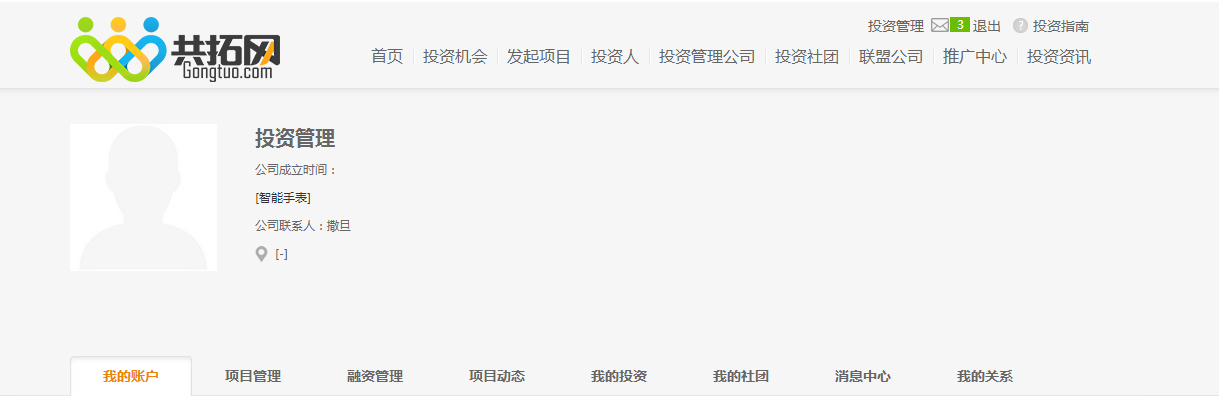 投资管理 3 退出 ? 投资指南
共拓网
Gongtuo.com
首页 投资机会 发起项目 投资人 投资管理公司 投资社团 联盟公司 推广中心 投资资讯
投资管理
公司成立时间：
[智能手表]
公司联系人：撒旦
[-]
我的账户 项目管理 融资管理 项目动态 我的投资 我的社团 消息中心 我的关系